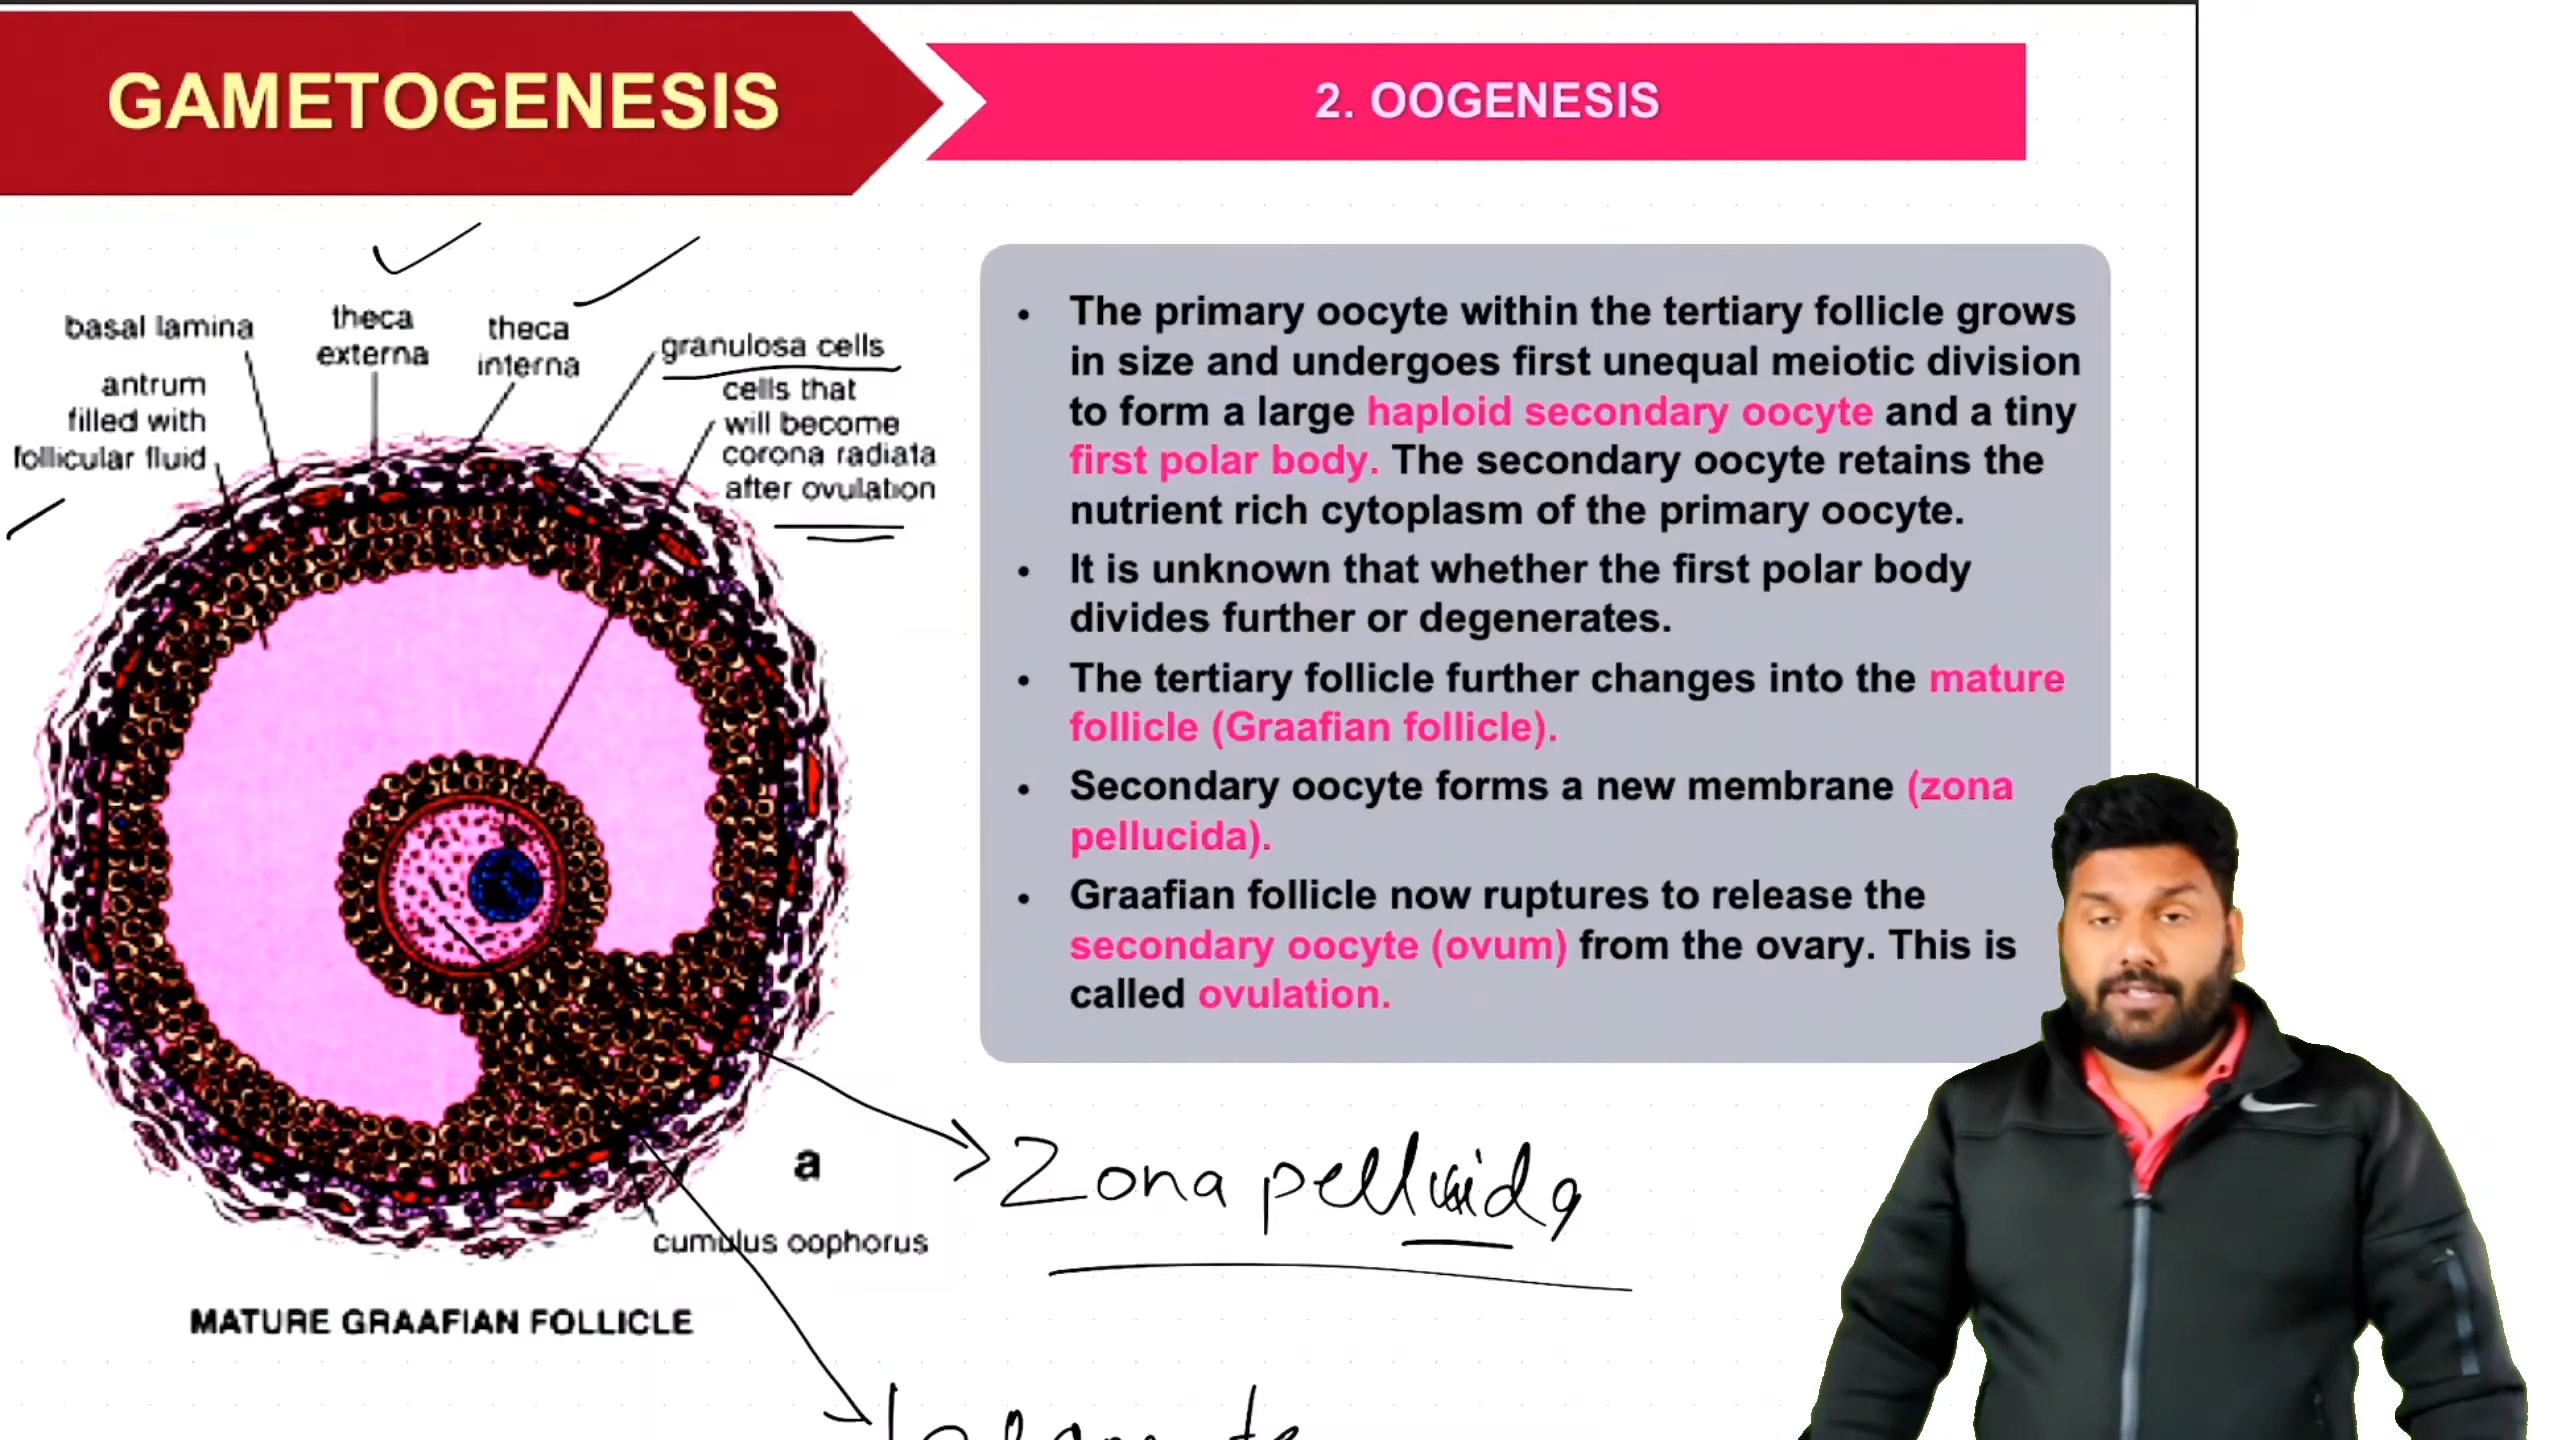 GAMETOGENESIS
2. OOGENESIS
basal lamina
theca
externa
theca
interna
granulosa cells
antrum
filled with
follicular fluid
cells that
will become
corona radiata
after ovulation
a
cumulus oophorus
MATURE GRAAFIAN FOLLICLE
• The primary oocyte within the tertiary follicle grows
in size and undergoes first unequal meiotic division
to form a large haploid secondary oocyte and a tiny
first polar body. The secondary oocyte retains the
nutrient rich cytoplasm of the primary oocyte.
• It is unknown that whether the first polar body
divides further or degenerates.
• The tertiary follicle further changes into the mature
follicle (Graafian follicle).
• Secondary oocyte forms a new membrane (zona
pellucida).
• Graafian follicle now ruptures to release the
secondary oocyte (ovum) from the ovary. This is
called ovulation.
Zona pellucida